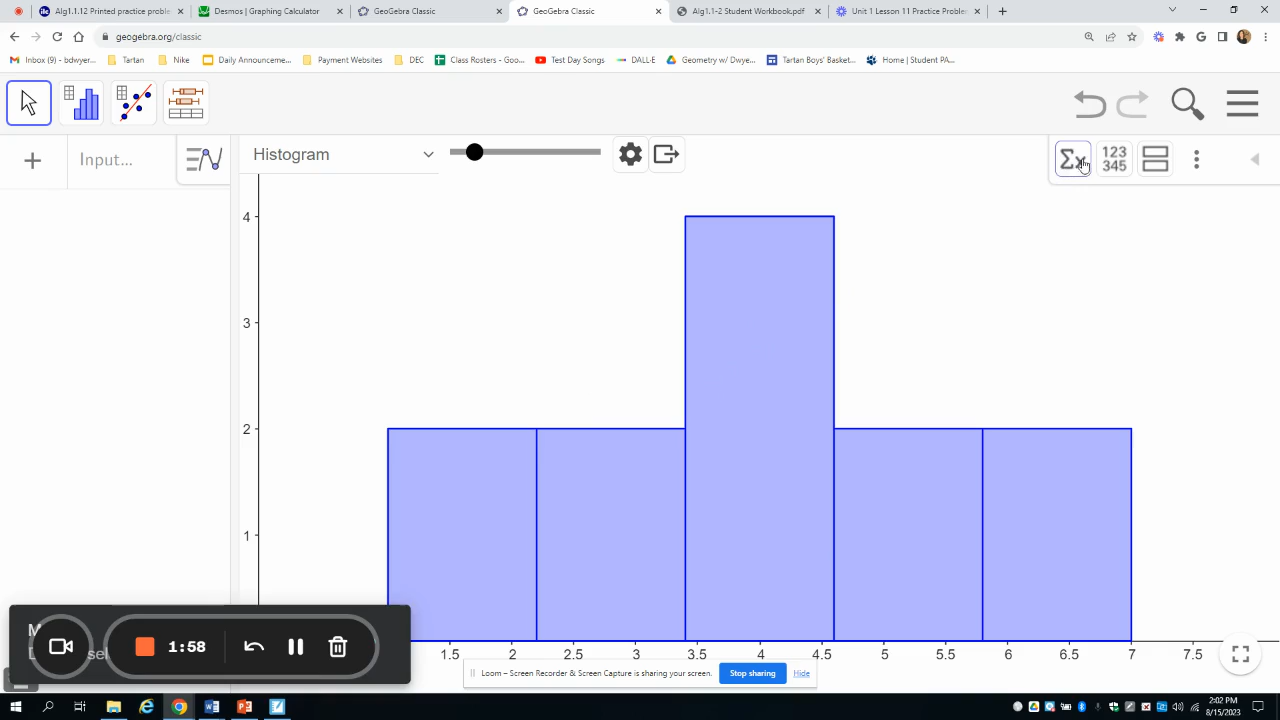 Alg1.1.12 Printed practice proble
Desmos | Graphing Calculator
GeoGebra Classic
GeoGebra Classic
Alg1.1-2 Student Workbook.pdf
Unit 1 Lesson 11 Practice Proble
geogebra.org/classic
Inbox (9) - bdwyer...
Tartan
Nike
Daily Announceme...
Payment Websites
DEC
Class Rosters - Goo...
Test Day Songs
DALL·E
Geometry w/ Dwye...
Tartan Boys' Basket...
Home | Student PA...
Input...
Histogram
Σx
123
345
4
3
2
1
1.5 2 2.5 3 3.5 4 4.5 5 5.5 6 6.5 7 7.5
1:58
Loom – Screen Recorder & Screen Capture is sharing your screen.
Stop sharing
Hide
2:02 PM
8/15/2023